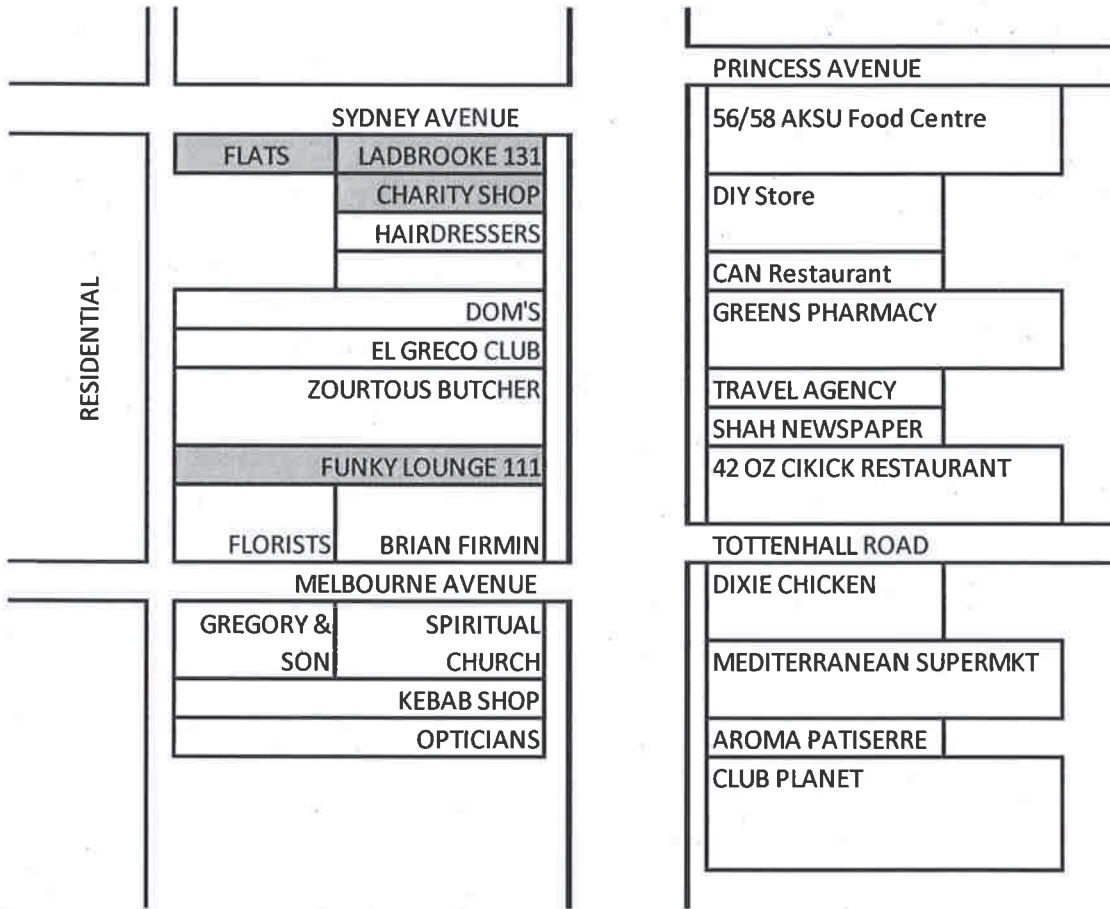 PRINCESS AVENUE
SYDNEY AVENUE
56/58 AKSU Food Centre
FLATS
LADBROOKE 131
CHARITY SHOP
DIY Store
HAIRDRESSERS
CAN Restaurant
RESIDENTIAL
DOM'S
GREENS PHARMACY
EL GRECO CLUB
ZOURTOUS BUTCHER
TRAVEL AGENCY
SHAH NEWSPAPER
FUNKY LOUNGE 111
42 OZ CIKICK RESTAURANT
FLORISTS
BRIAN FIRMIN
TOTTENHALL ROAD
MELBOURNE AVENUE
DIXIE CHICKEN
GREGORY &
SON
SPIRITUAL
CHURCH
MEDITERRANEAN SUPERMKT
KEBAB SHOP
OPTICIANS
AROMA PATISERRE
CLUB PLANET